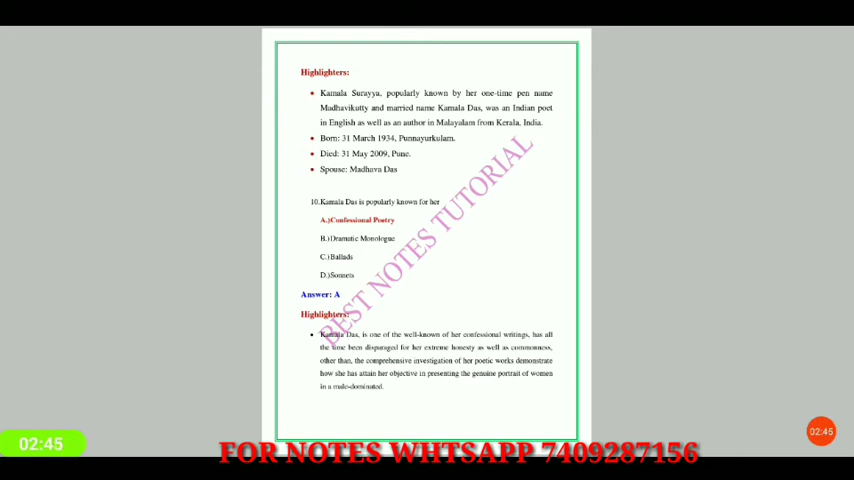 Highlighters:
Kamala Surayya, popularly known by her one-time pen name
Madhavikutty and married name Kamala Das, was an Indian poet
in English as well as an author in Malayalam from Kerala, India.
Born: 31 March 1934, Punnayurkulam.
Died: 31 May 2009, Pune.
Spouse: Madhava Das
10.Kamala Das is popularly known for her
A.)Confessional Poetry
B.)Dramatic Monologue
C.)Ballads
D.)Sonnets
Answer: A
Highlighters:
Kamala Das, is one of the well-known of her confessional writings, has all
the time been disparaged for her extreme honesty as well as commonness,
other than, the comprehensive investigation of her poetic works demonstrate
how she has attain her objective in presenting the genuine portrait of women
in a male-dominated.
BEST NOTES TUTORIAL
02:45
02:45
FOR NOTES WHTSAPP 7409287156